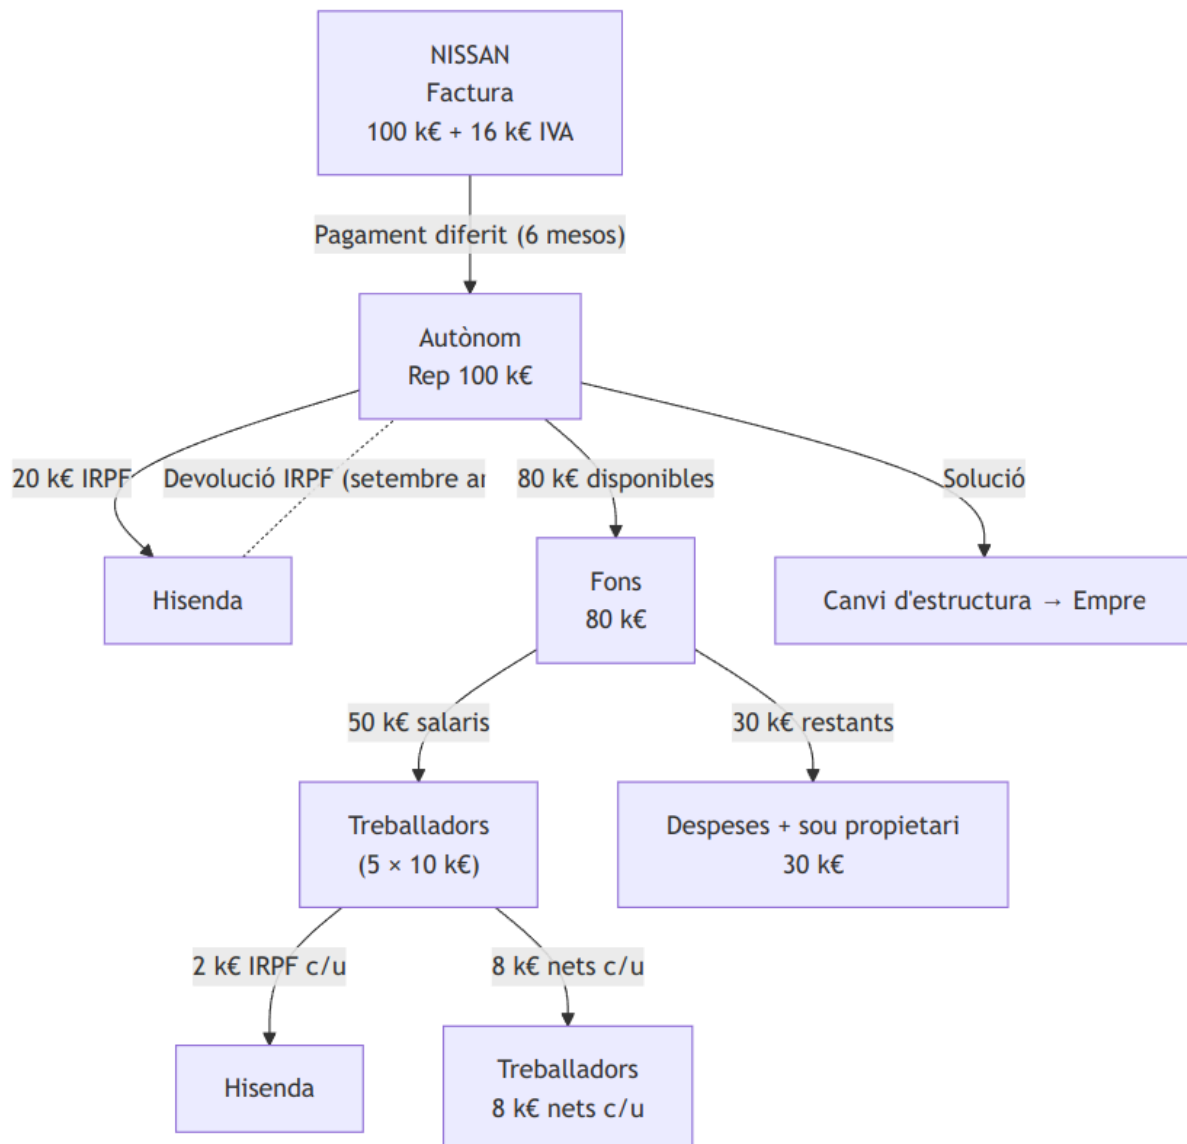 NISSAN
Factura
100 k€ + 16 k€ IVA
Pagament diferit (6 mesos)
Autònom
Rep 100 k€
20 k€ IRPF
Devolució IRPF (setembre
80 k€ disponibles
Solució
Hisenda
Fons
80 k€
Canvi d'estructura → Empre
50 k€ salaris
30 k€ restants
Treballadors
(5 × 10 k€)
Despeses + sou propietari
30 k€
2 k€ IRPF c/u
8 k€ nets c/u
Hisenda
Treballadors
8 k€ nets c/u